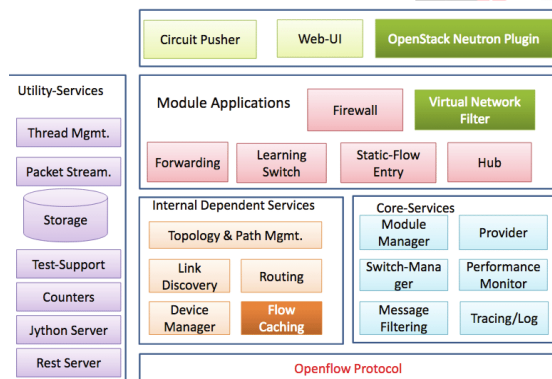 Circuit Pusher
Web-UI
OpenStack Neutron Plugin
Utility-Services
Thread Mgmt.
Packet Stream.
Storage
Test-Support
Counters
Jython Server
Rest Server
Module Applications
Firewall
Virtual Network
Filter
Forwarding
Learning
Switch
Static-Flow
Entry
Hub
Internal Dependent Services
Topology & Path Mgmt.
Link
Discovery
Routing
Device
Manager
Flow
Caching
Core-Services
Module
Manager
Provider
Switch-Mana
ger
Performance
Monitor
Message
Filtering
Tracing/Log
Openflow Protocol